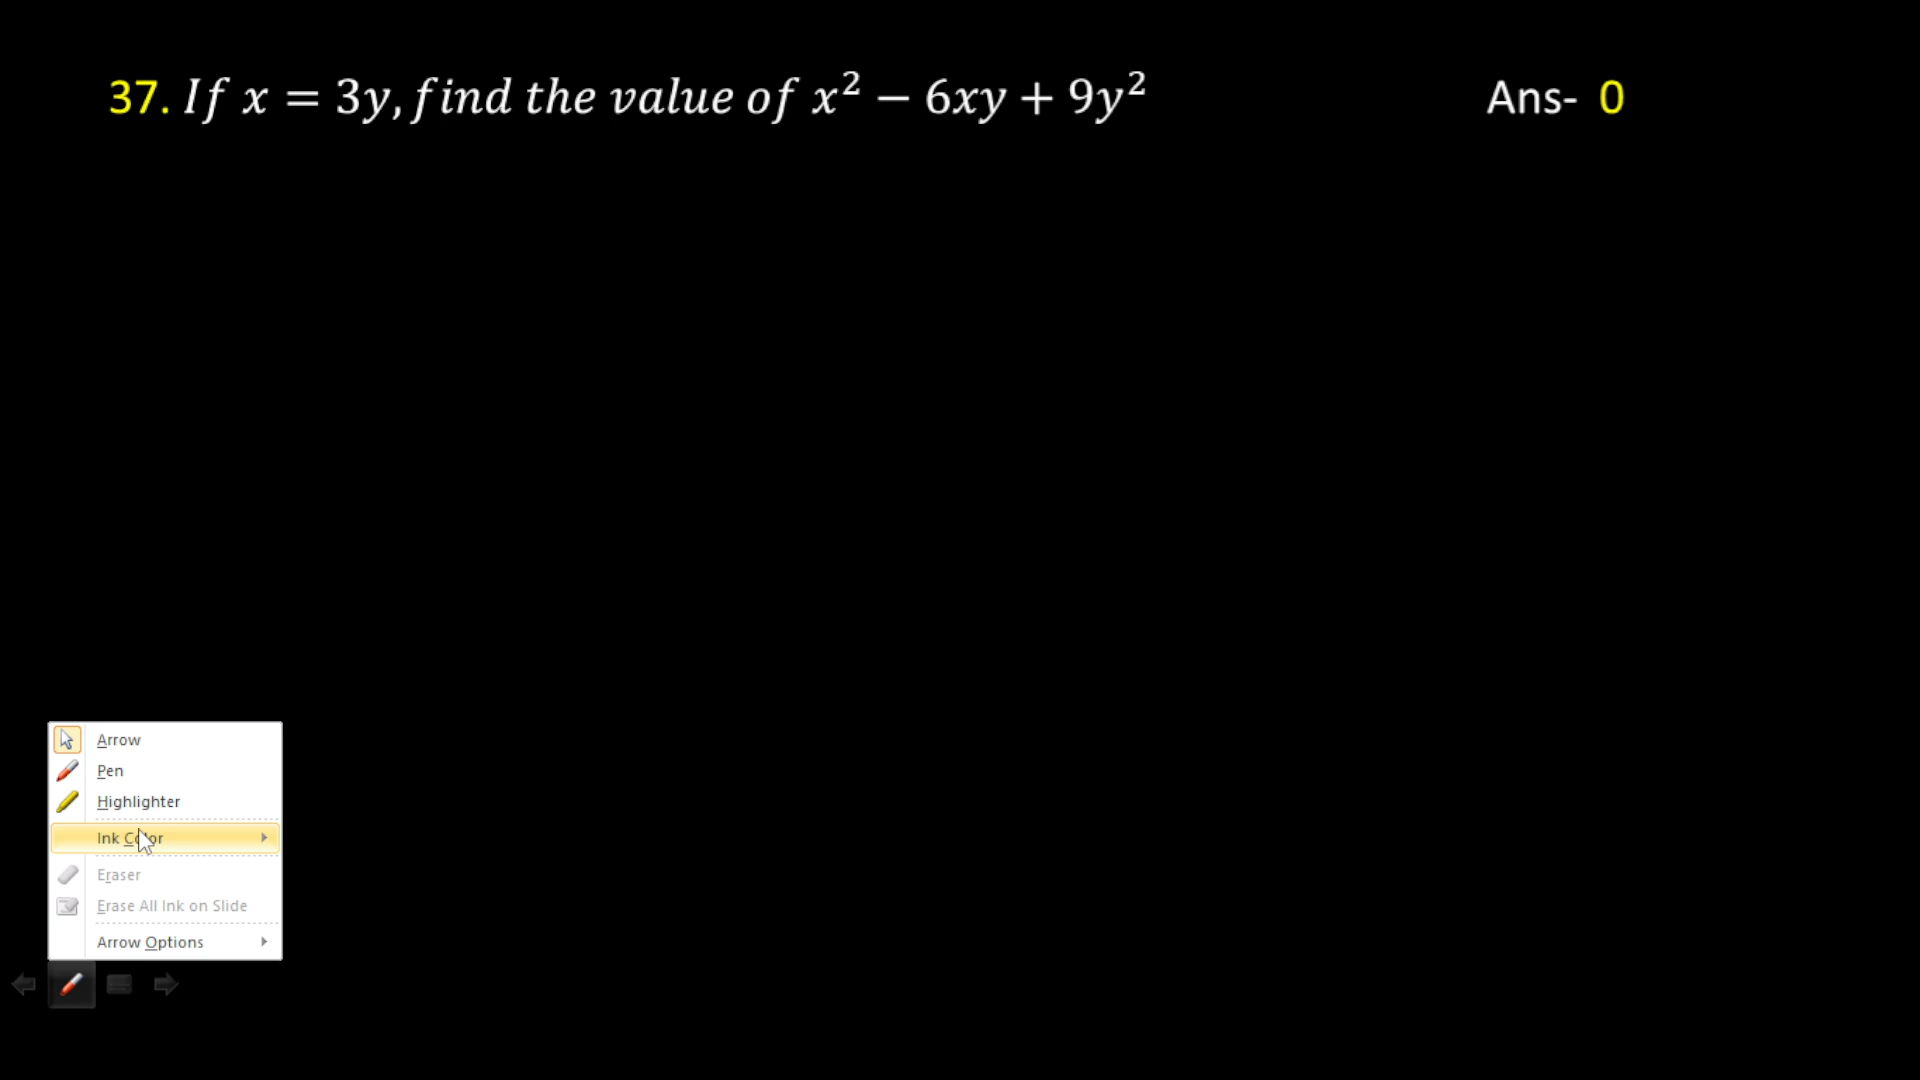 37. If x = 3y, find the value of x² − 6xy + 9y² Ans- 0
Arrow
Pen
Highlighter
Ink Color
Eraser
Erase All Ink on Slide
Arrow Options